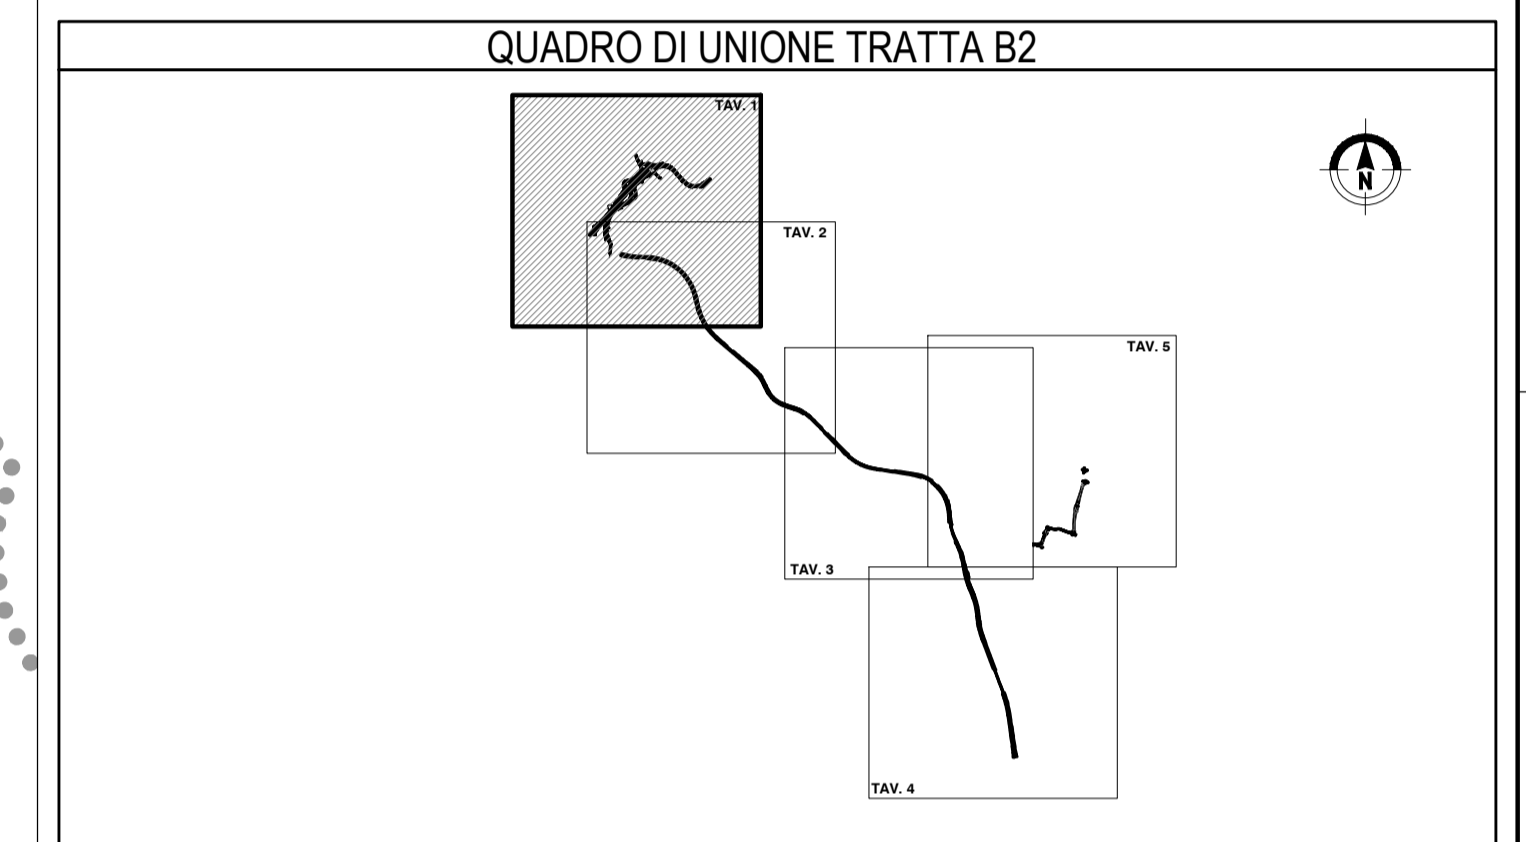 QUADRO DI UNIONE TRATTA B2
TAV. 1
N
TAV. 2
TAV. 5
TAV. 3
TAV. 4